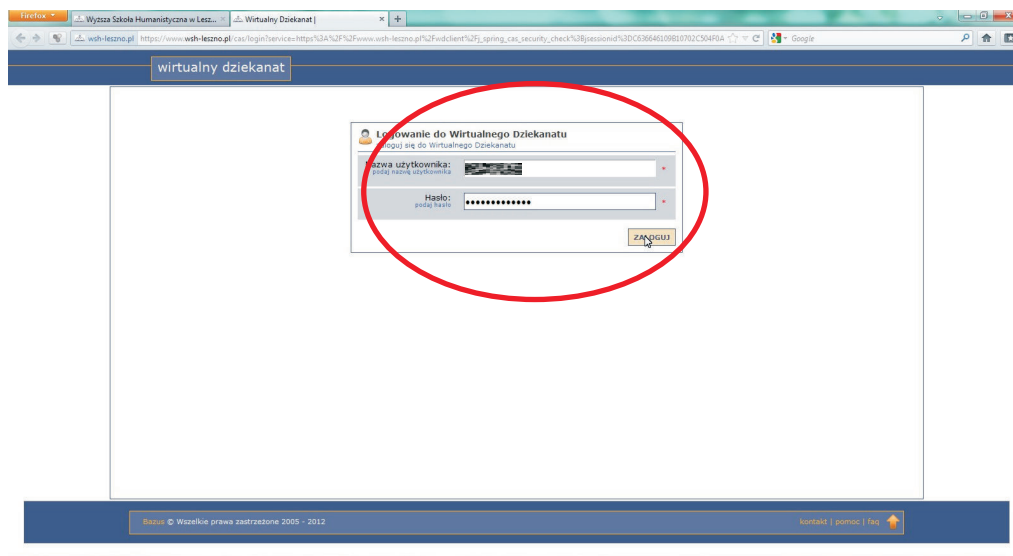 Firefox
Wyższa Szkoła Humanistyczna w Lesz... ×
Wirtualny Dziekanat | ×
+
wsh-leszno.pl
https://www.wsh-leszno.pl/cas/login?service=https%3A%2F%2Fwww.wsh-leszno.pl%2Fwdclient%2Fj_spring_cas_security_check%3Bjsessionid%3DC636646109B10702C504F0A
Google
wirtualny dziekanat
Logowanie do Wirtualnego Dziekanatu
Zaloguj się do Wirtualnego Dziekanatu
Nazwa użytkownika: *
podaj nazwę użytkownika
Hasło: ••••••••••••• *
podaj hasło
ZALOGUJ
Bazus © Wszelkie prawa zastrzeżone 2005 - 2012
kontakt | pomoc | faq